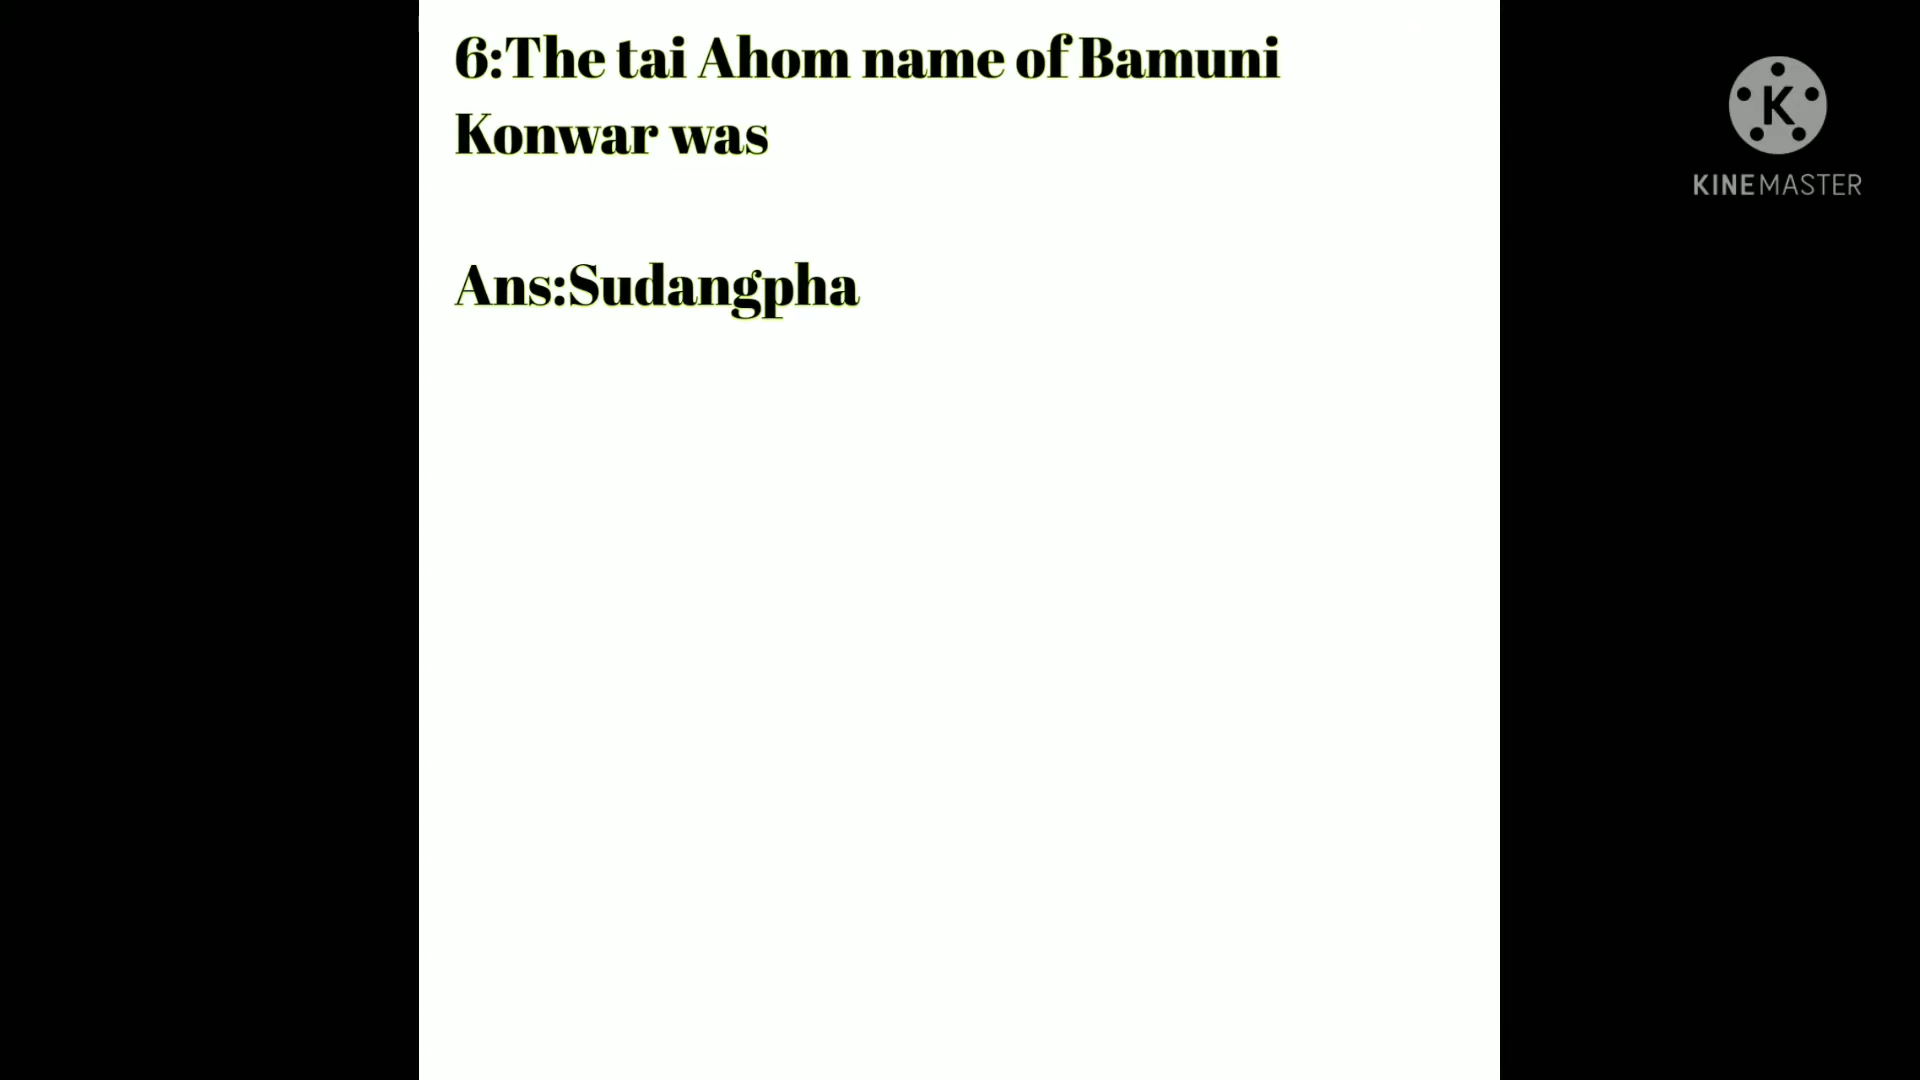 6:The tai Ahom name of Bamuni
Konwar was
Ans:Sudangpha
K
KINEMASTER